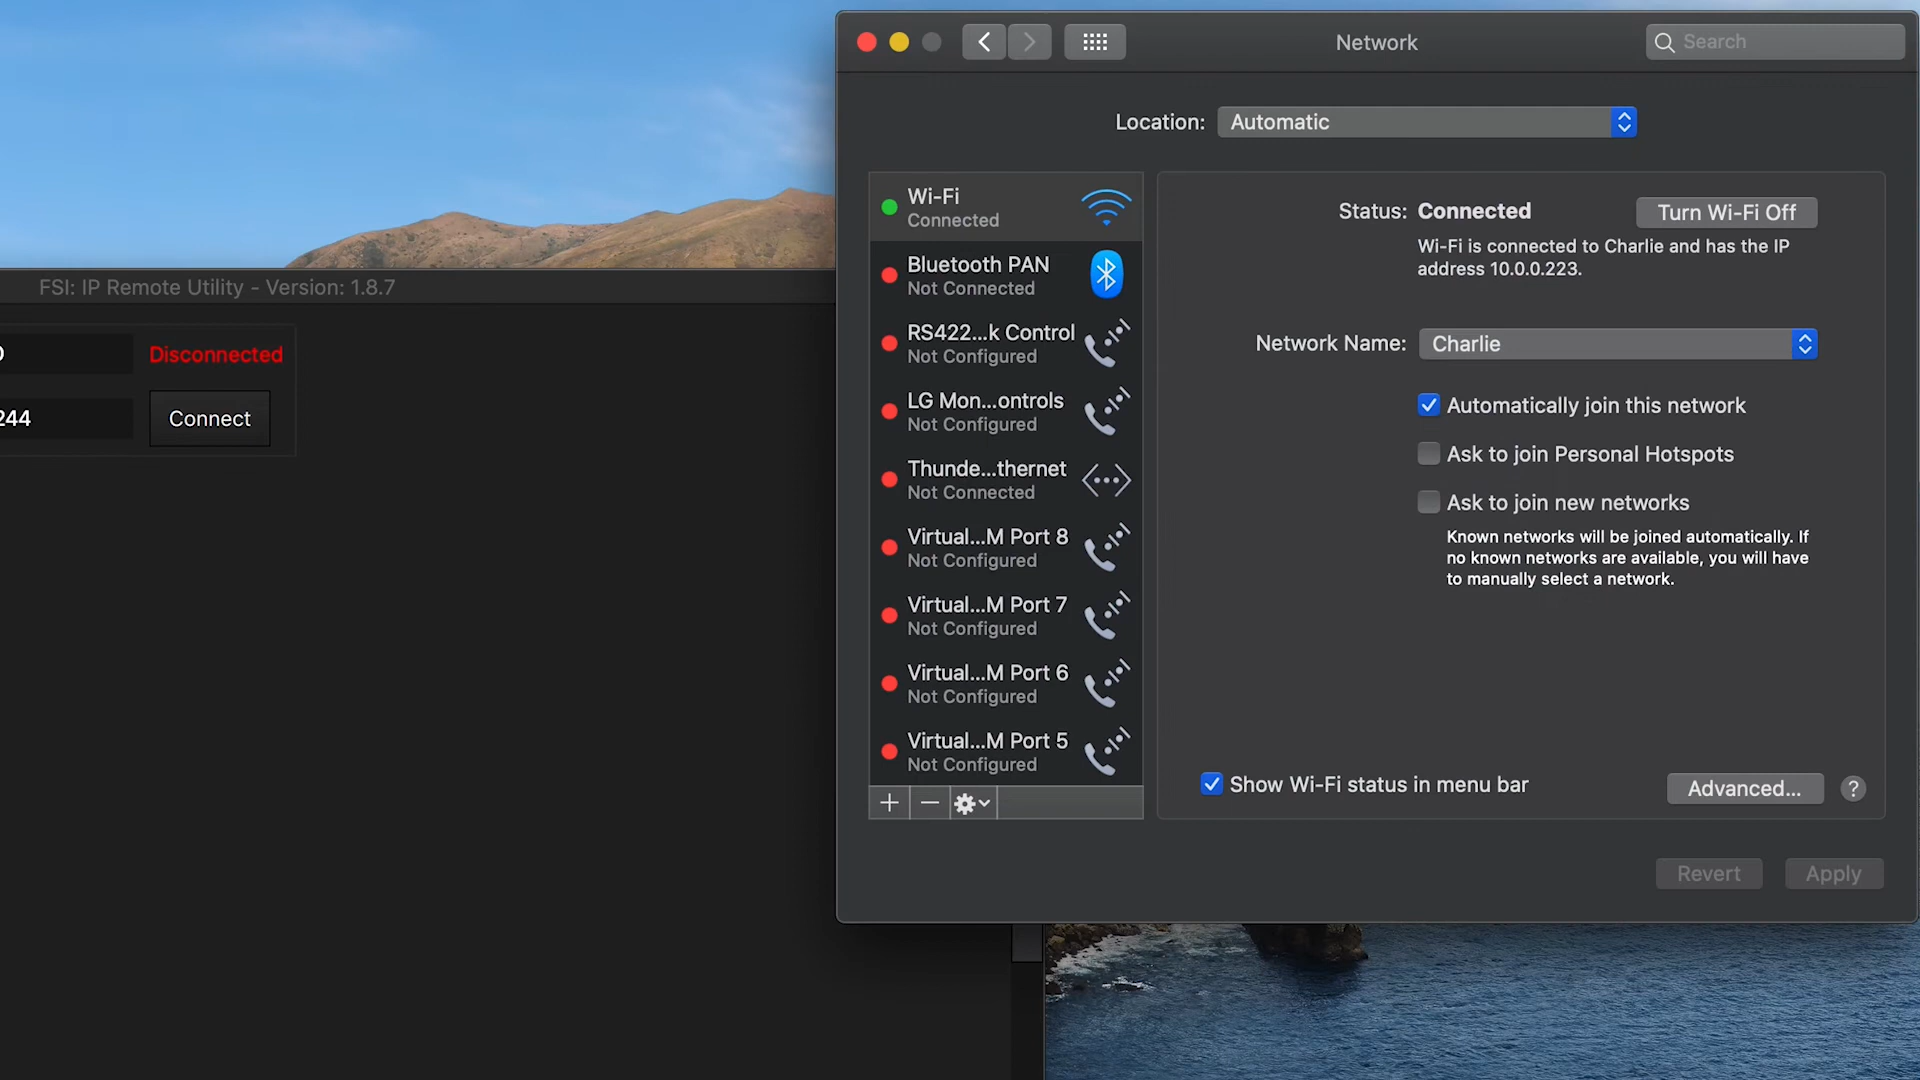 Network
Search
Location: Automatic
Wi-Fi
Connected
Bluetooth PAN
Not Connected
RS422...k Control
Not Configured
LG Mon...ontrols
Not Configured
Thunde...thernet
Not Connected
Virtual...M Port 8
Not Configured
Virtual...M Port 7
Not Configured
Virtual...M Port 6
Not Configured
Virtual...M Port 5
Not Configured
Status: Connected
Turn Wi-Fi Off
Wi-Fi is connected to Charlie and has the IP
address 10.0.0.223.
Network Name: Charlie
Automatically join this network
Ask to join Personal Hotspots
Ask to join new networks
Known networks will be joined automatically. If
no known networks are available, you will have
to manually select a network.
Show Wi-Fi status in menu bar
Advanced...
?
Revert
Apply
FSI: IP Remote Utility - Version: 1.8.7
Disconnected
244
Connect